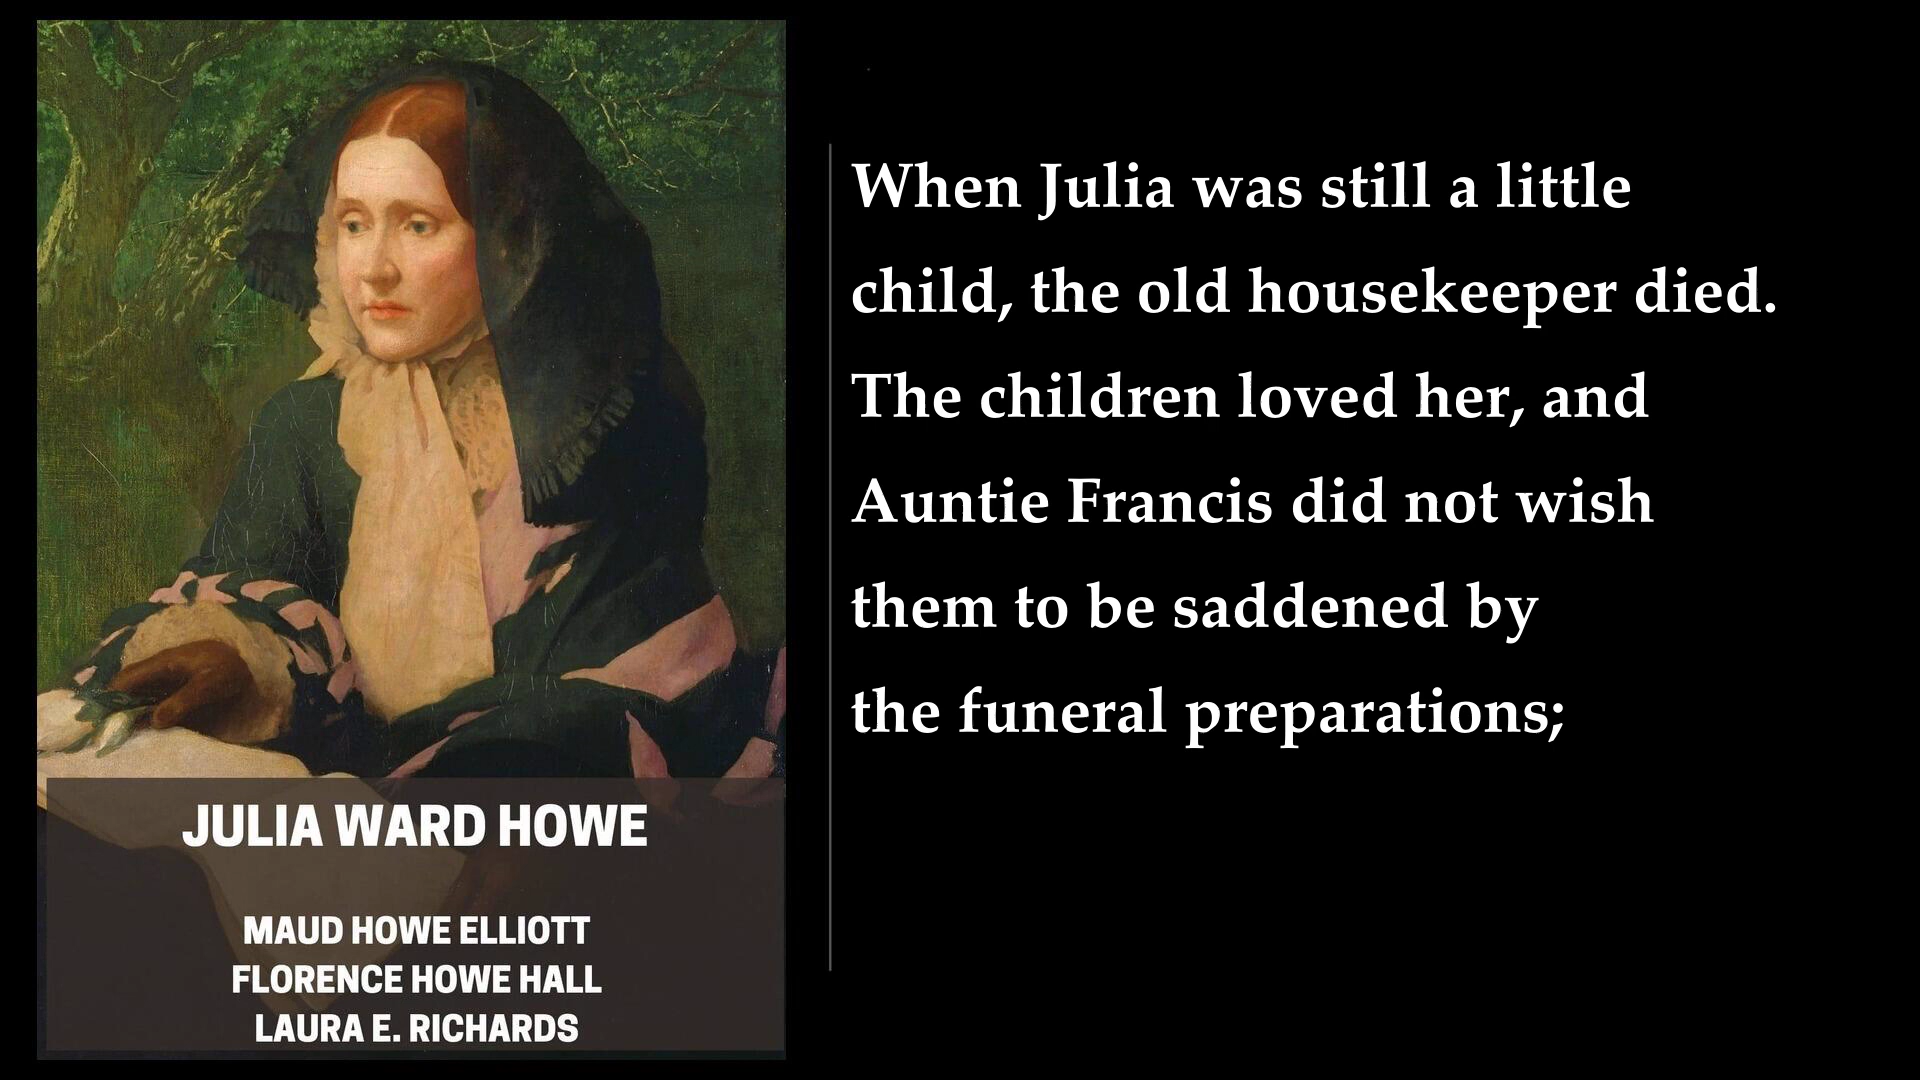 When Julia was still a little
child, the old housekeeper died.
The children loved her, and
Auntie Francis did not wish
them to be saddened by
the funeral preparations;
JULIA WARD HOWE
MAUD HOWE ELLIOTT
FLORENCE HOWE HALL
LAURA E. RICHARDS